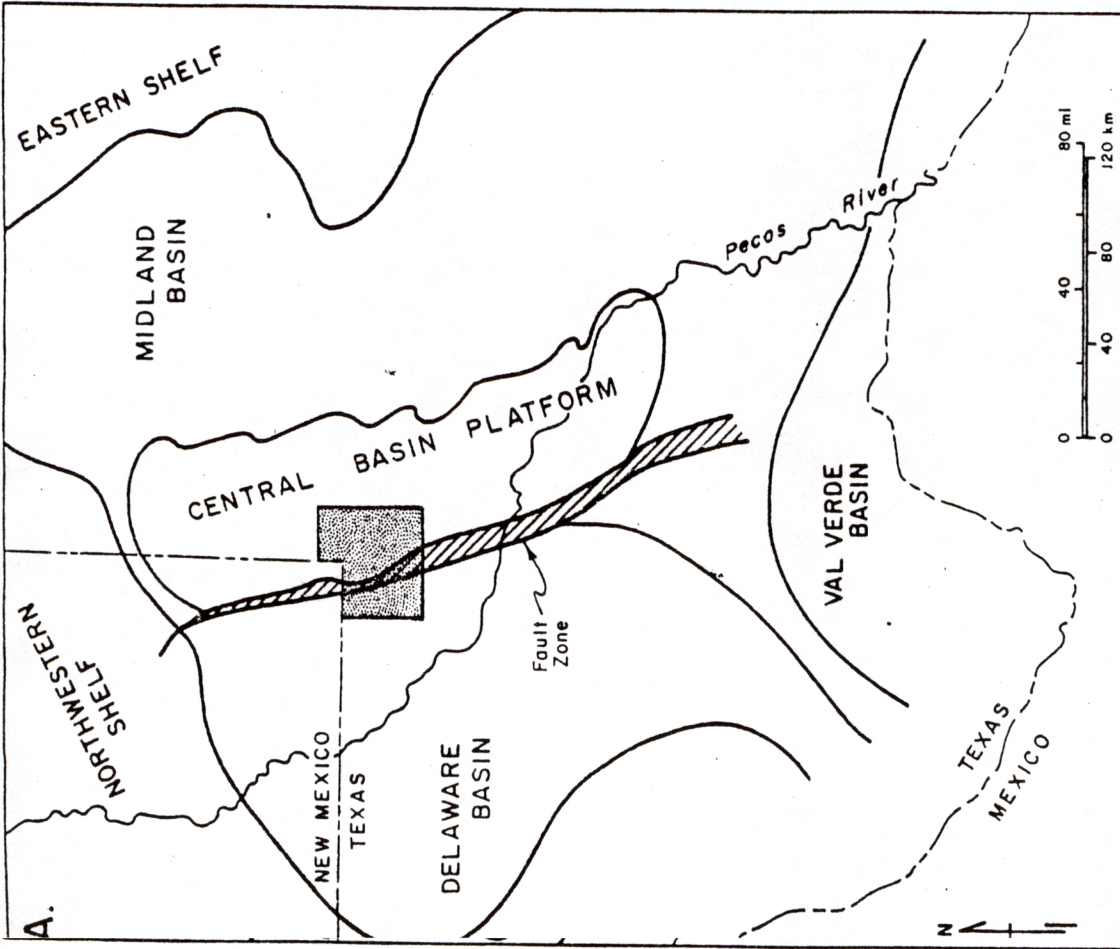 A.
NORTHWESTERN
SHELF
EASTERN SHELF
MIDLAND
BASIN
CENTRAL BASIN PLATFORM
NEW MEXICO
TEXAS
DELAWARE
BASIN
Fault
Zone
Pecos River
VAL VERDE
BASIN
TEXAS
MEXICO
N
0 40 80 mi
0 40 80 120 km